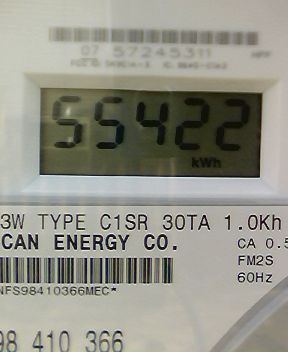 07 57245311
55422
kWh
3W TYPE C1SR 30TA 1.0Kh
CAN ENERGY CO.
CA 0.5
FM2S
60Hz
NFS98410366MEC*
98 410 366